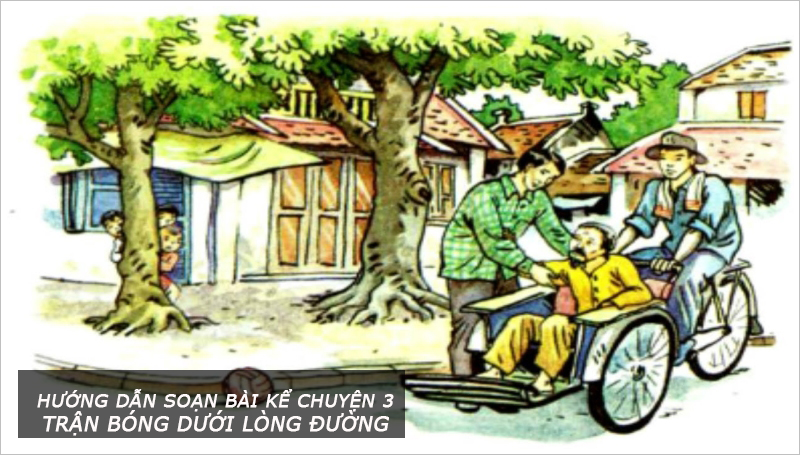 HƯỚNG DẪN SOẠN BÀI KỂ CHUYỆN 3
TRẬN BÓNG DƯỚI LÒNG ĐƯỜNG